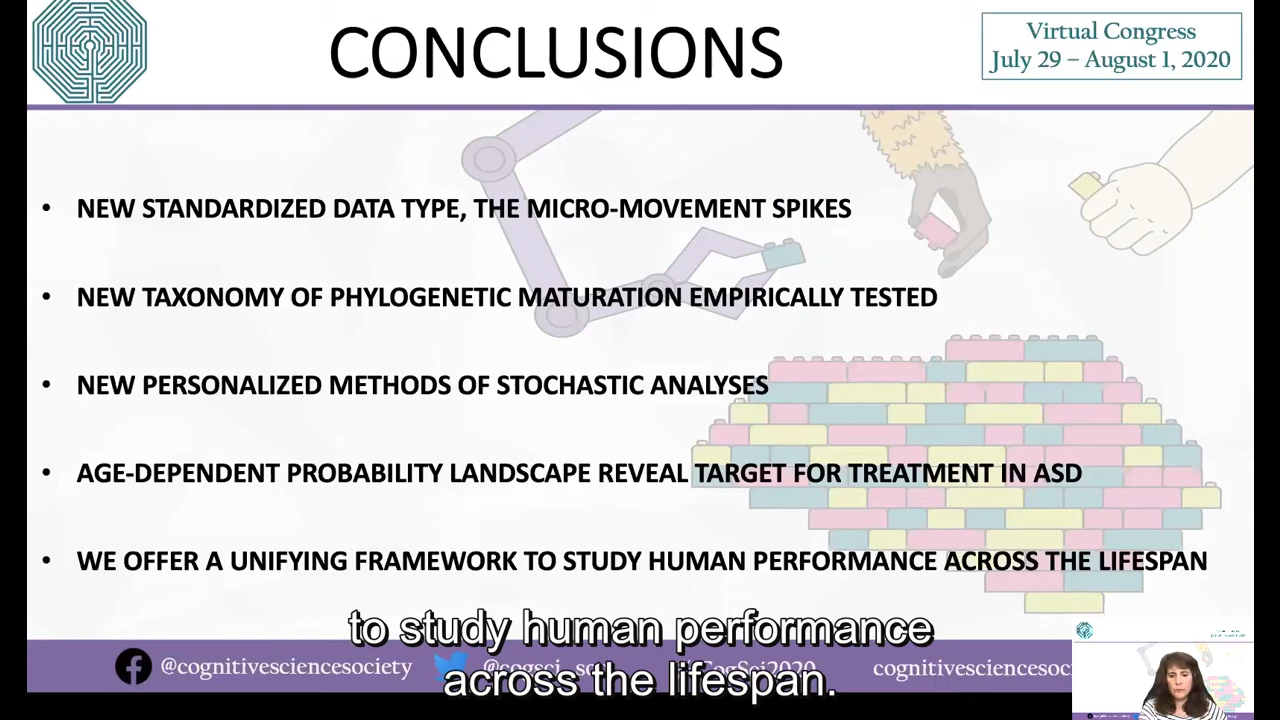 CONCLUSIONS
Virtual Congress
July 29 – August 1, 2020
• NEW STANDARDIZED DATA TYPE, THE MICRO-MOVEMENT SPIKES
• NEW TAXONOMY OF PHYLOGENETIC MATURATION EMPIRICALLY TESTED
• NEW PERSONALIZED METHODS OF STOCHASTIC ANALYSES
• AGE-DEPENDENT PROBABILITY LANDSCAPE REVEAL TARGET FOR TREATMENT IN ASD
• WE OFFER A UNIFYING FRAMEWORK TO STUDY HUMAN PERFORMANCE ACROSS THE LIFESPAN
to study human performance
across the lifespan.
@cognitivesciencesociety